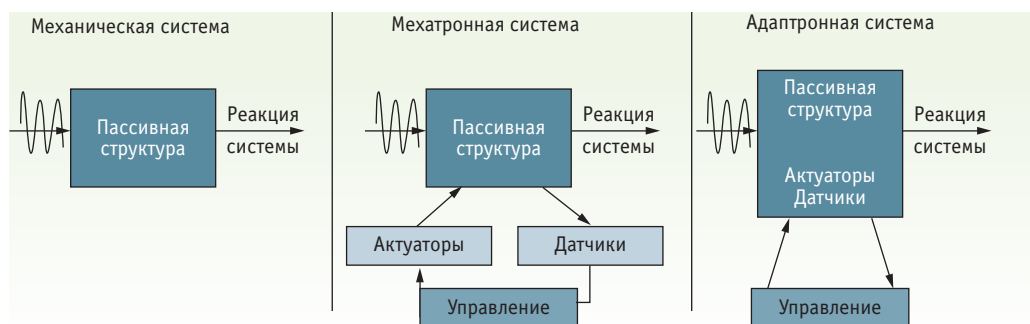 Механическая система
Пассивная
структура
Реакция
системы
Мехатронная система
Пассивная
структура
Реакция
системы
Актуаторы
Датчики
Управление
Адаптронная система
Пассивная
структура
Актуаторы
Датчики
Реакция
системы
Управление